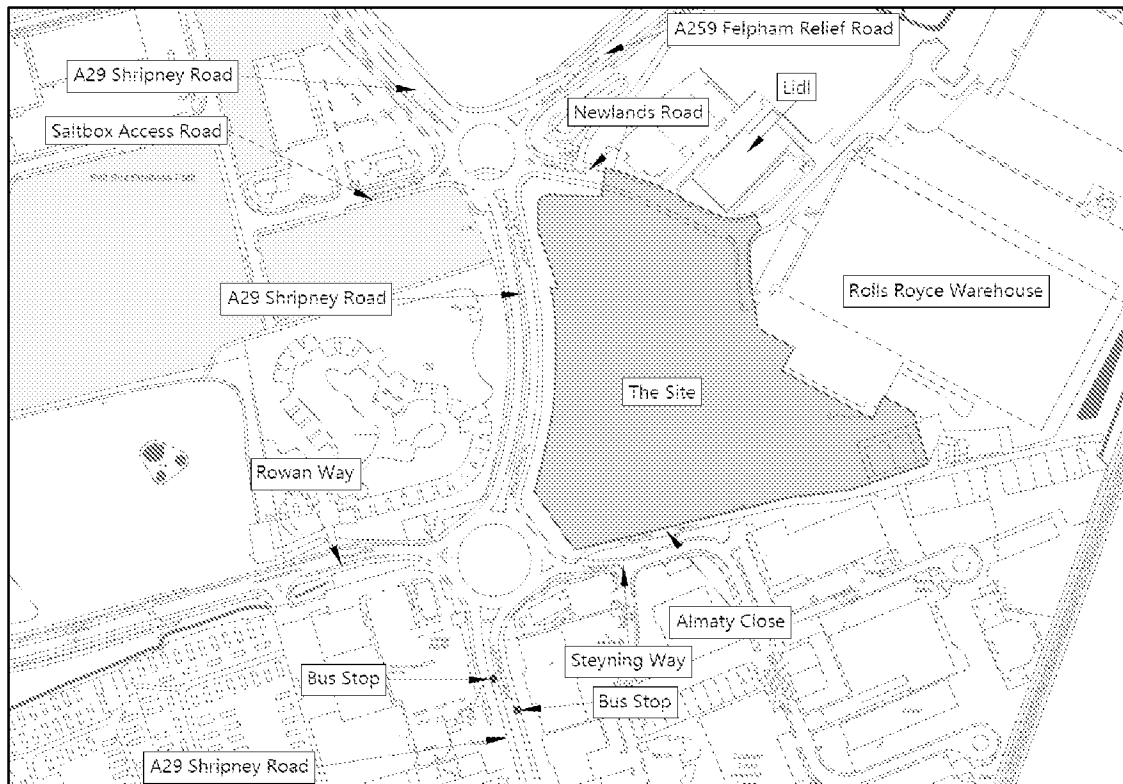 A259 Felpham Relief Road
A29 Shripney Road
Lidl
Newlands Road
Saltbox Access Road
Rolls Royce Warehouse
A29 Shripney Road
The Site
Rowan Way
Almaty Close
Steyning Way
Bus Stop
Bus Stop
A29 Shripney Road